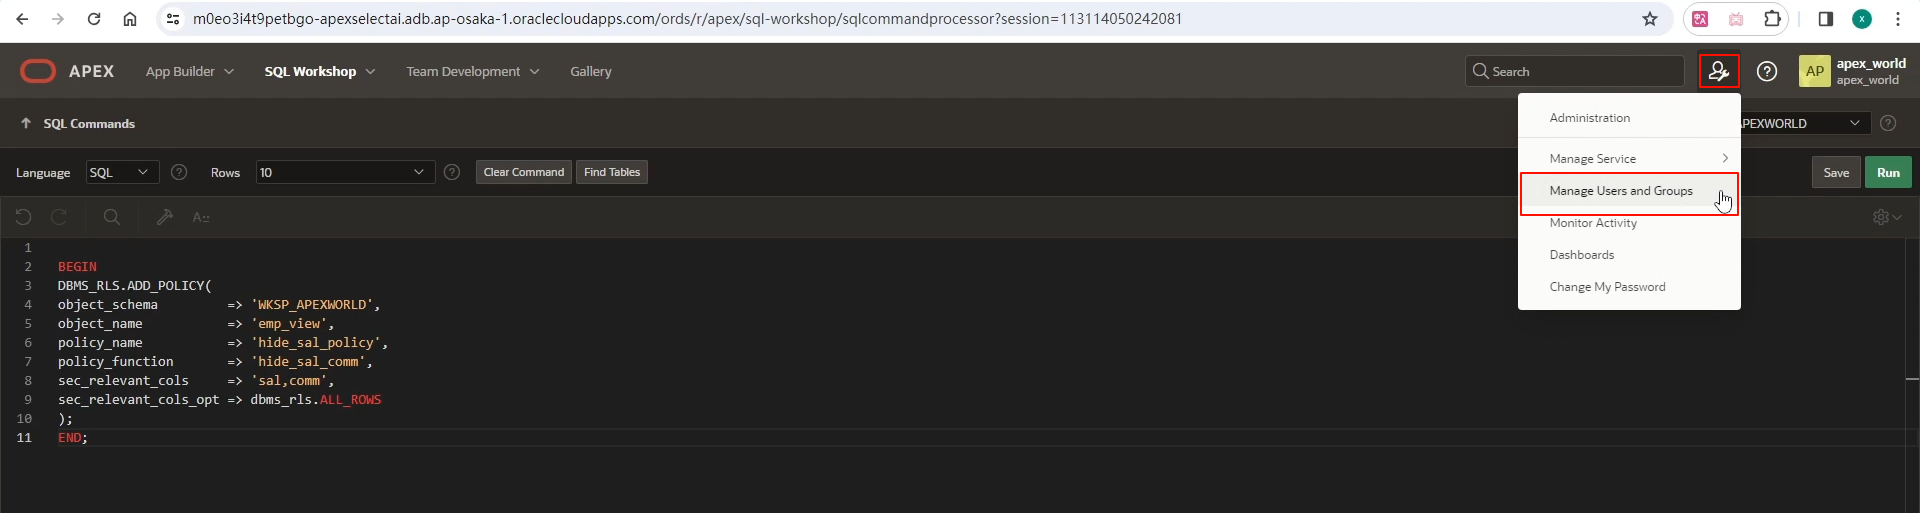 m0eo3i4t9petbgo-apexselectai.adb.ap-osaka-1.oraclecloudapps.com/ords/r/apex/sql-workshop/sqlcommandprocessor?session=113114050242081
APEX App Builder SQL Workshop Team Development Gallery Search AP apex_world
apex_world
Administration
SQL Commands
Manage Service
Language SQL Rows 10 Clear Command Find Tables Save Run
Manage Users and Groups
Monitor Activity
Dashboards
Change My Password
1
2 BEGIN
3 DBMS_RLS.ADD_POLICY(
4 object_schema => 'WKSP_APEXWORLD',
5 object_name => 'emp_view',
6 policy_name => 'hide_sal_policy',
7 policy_function => 'hide_sal_comm',
8 sec_relevant_cols => 'sal,comm',
9 sec_relevant_cols_opt => dbms_rls.ALL_ROWS
10 );
11 END;